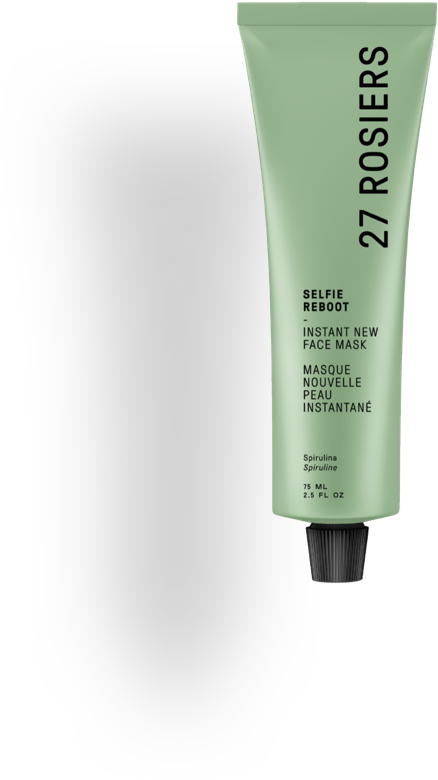 27 ROSIERS
SELFIE
REBOOT
-
INSTANT NEW
FACE MASK
MASQUE
NOUVELLE
PEAU
INSTANTANÉ
Spirulina
Spiruline
75 ML
2.5 FL OZ